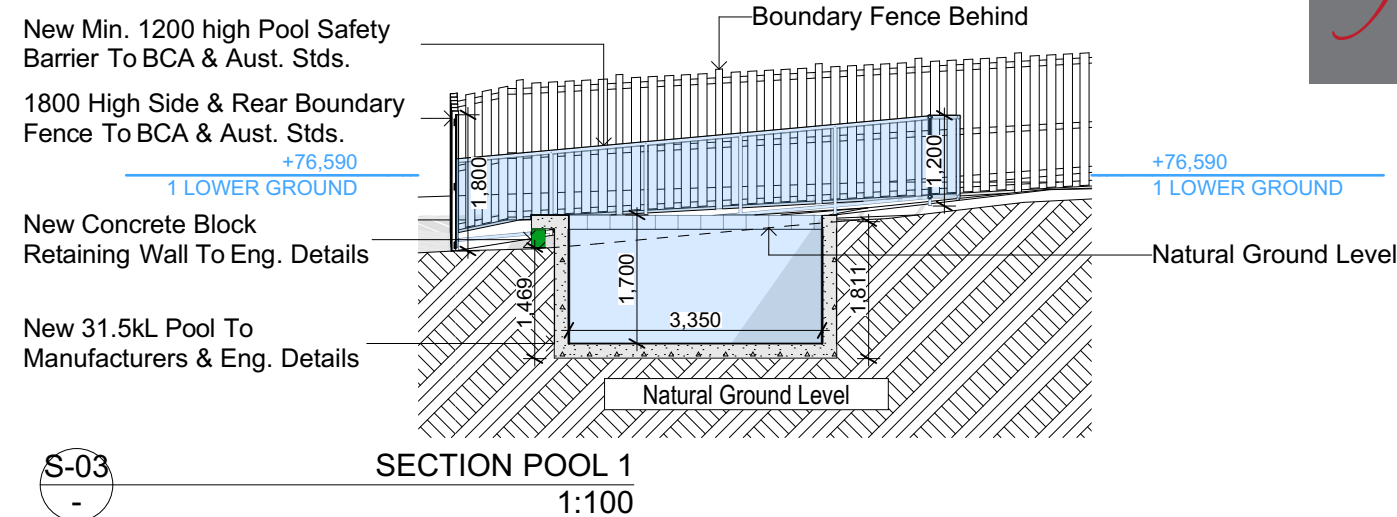 New Min. 1200 high Pool Safety
Barrier To BCA & Aust. Stds.
Boundary Fence Behind
1800 High Side & Rear Boundary
Fence To BCA & Aust. Stds.
+76,590
1 LOWER GROUND
1,800
1,200
+76,590
1 LOWER GROUND
New Concrete Block
Retaining Wall To Eng. Details
Natural Ground Level
1,469
1,700
3,350
1,811
New 31.5kL Pool To
Manufacturers & Eng. Details
Natural Ground Level
S-03
-
SECTION POOL 1
1:100